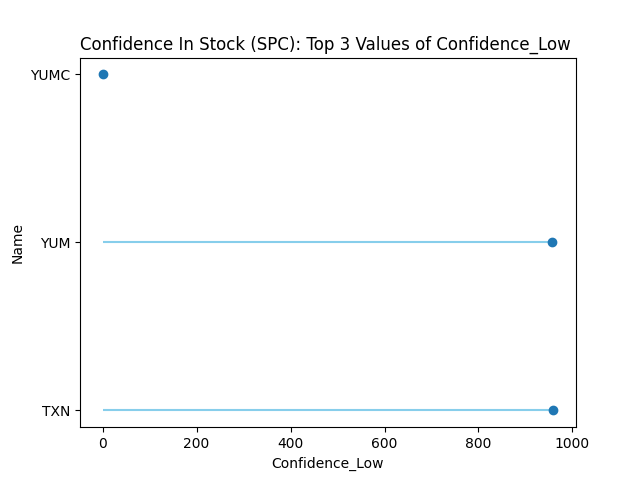 Confidence In Stock (SPC): Top 3 Values of Confidence_Low
YUMC
YUM
TXN
Name
0 200 400 600 800 1000
Confidence_Low